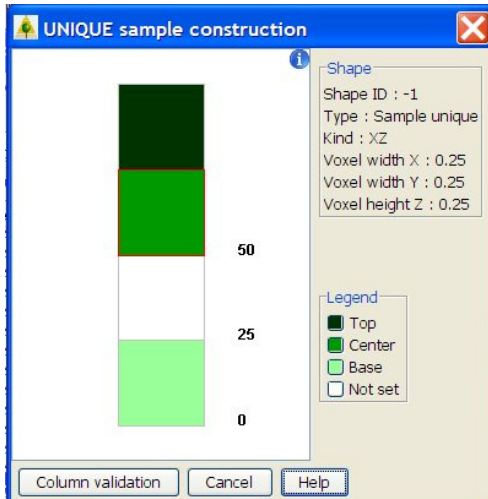 UNIQUE sample construction
Shape
Shape ID : -1
Type : Sample unique
Kind : XZ
Voxel width X : 0.25
Voxel width Y : 0.25
Voxel height Z : 0.25
50
25
0
Legend
Top
Center
Base
Not set
Column validation
Cancel
Help